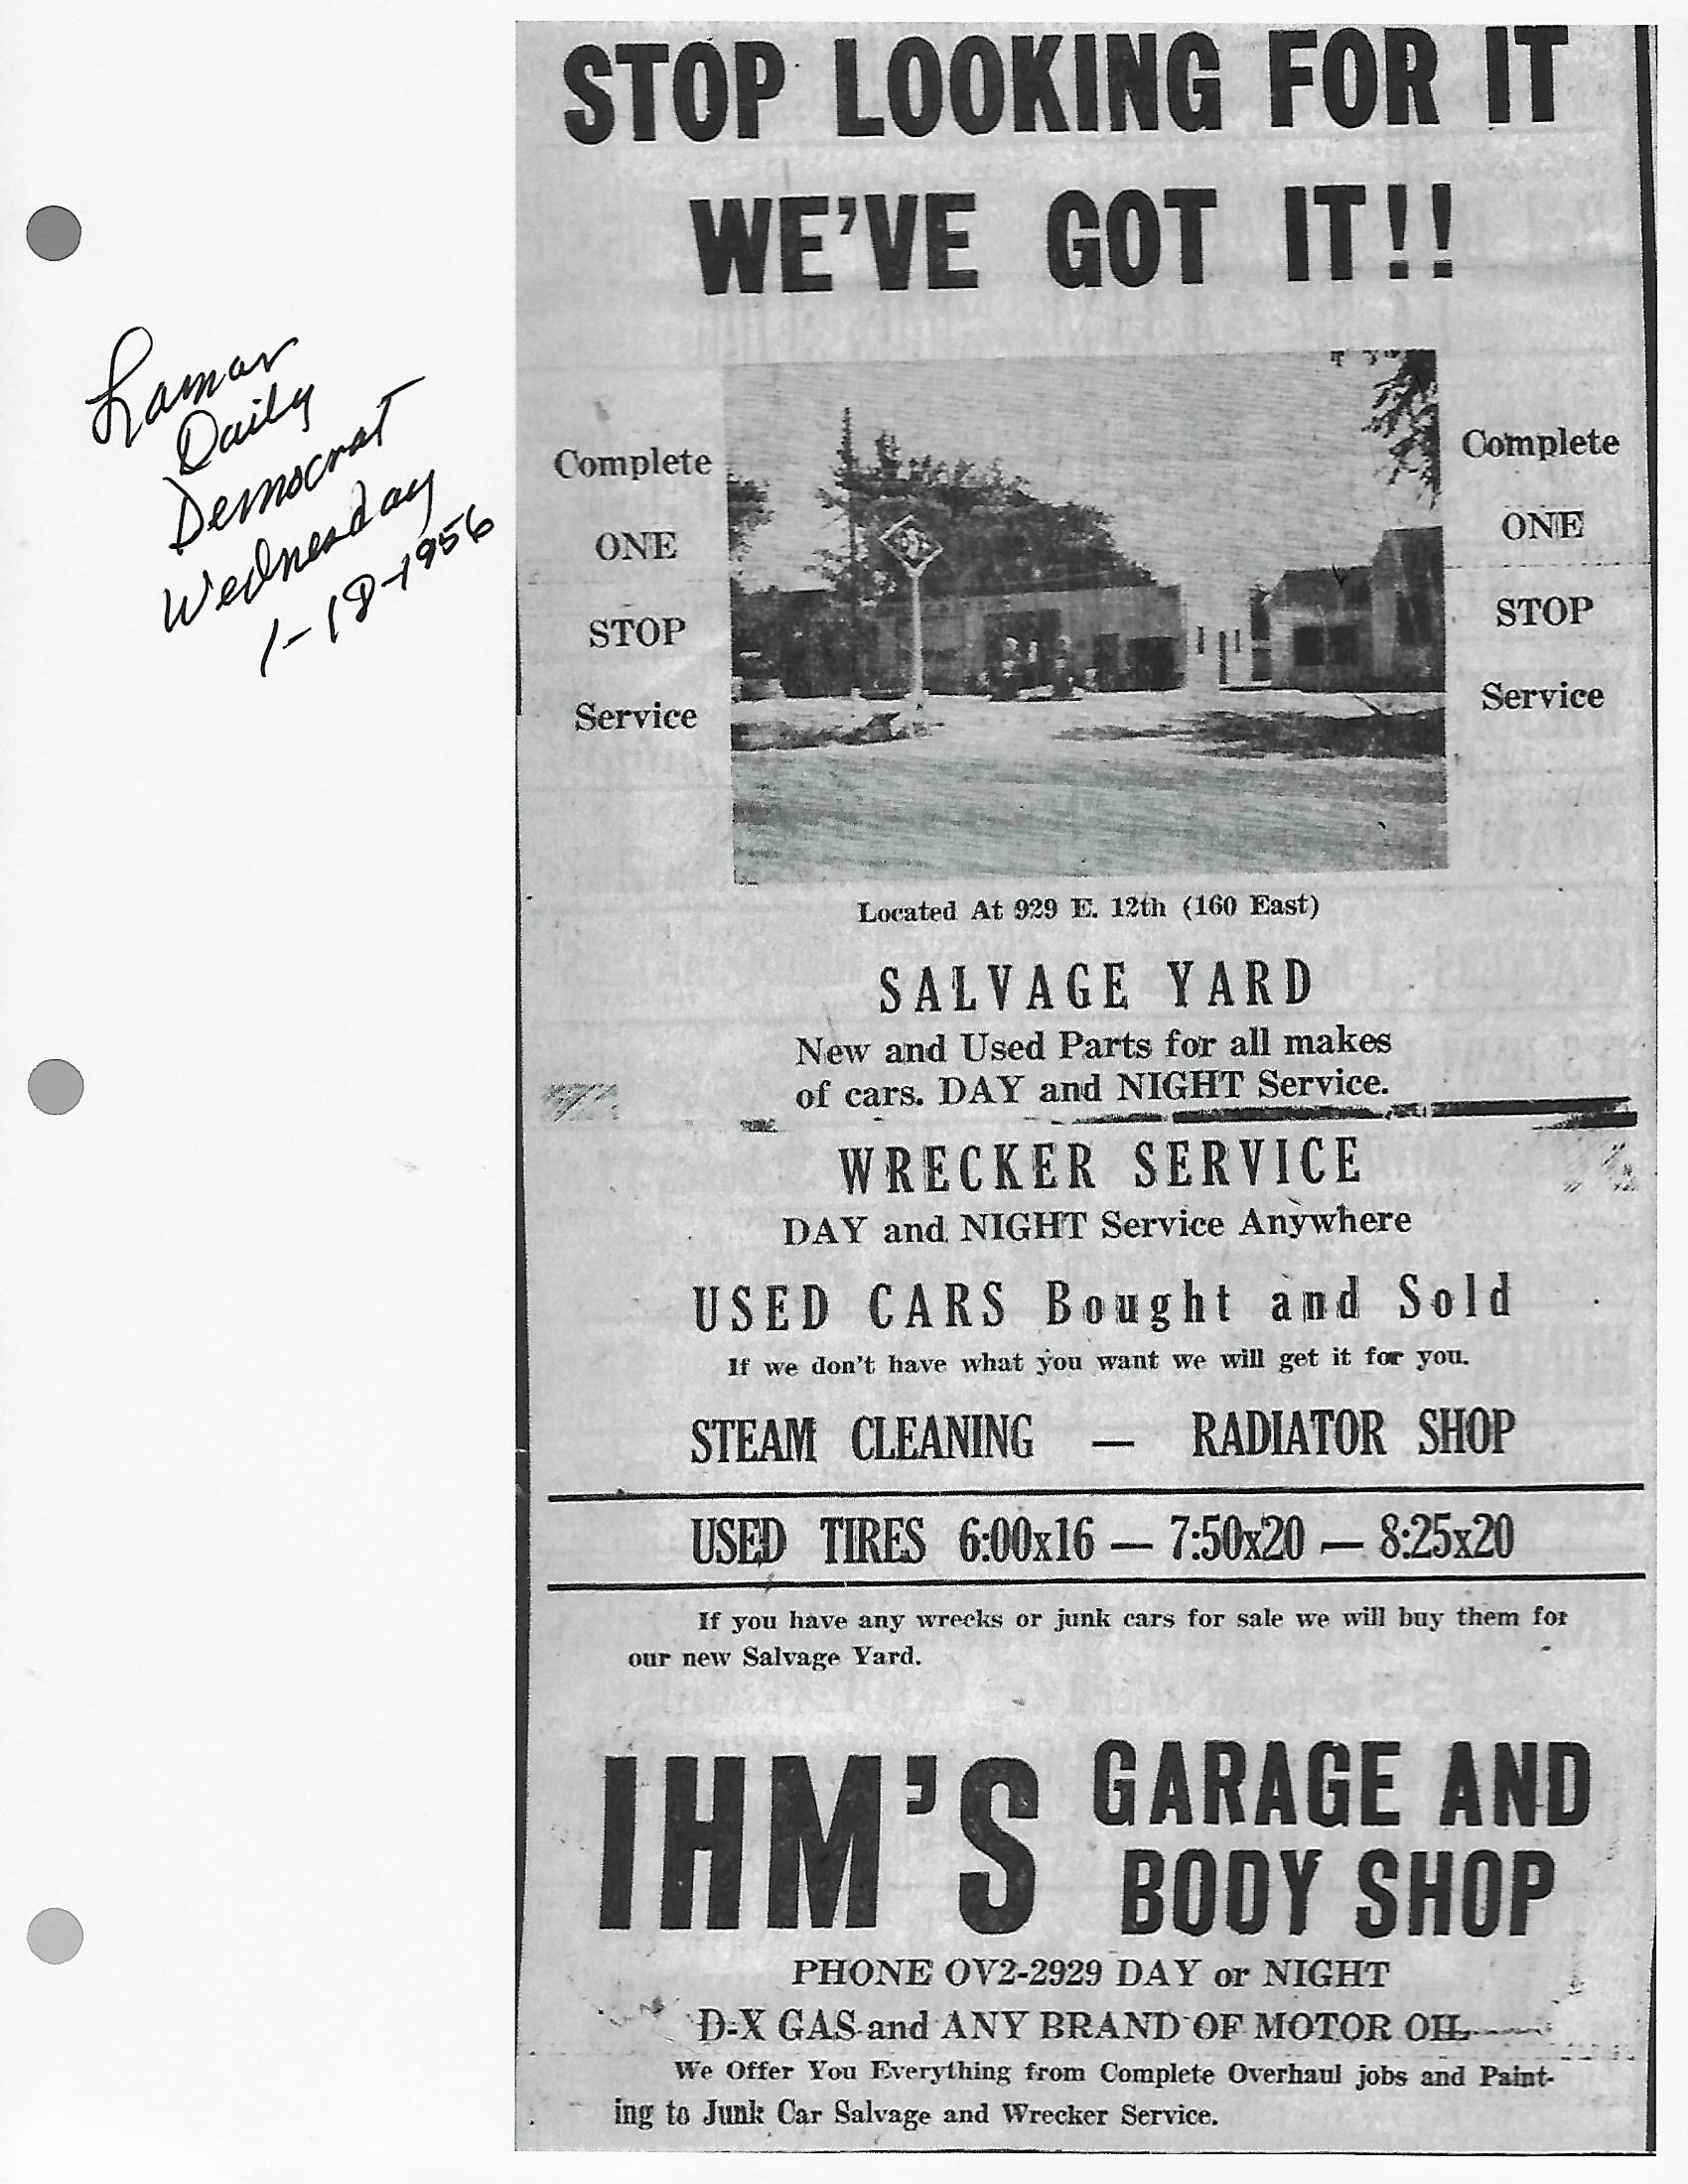 Lamar
Daily
Democrat
Wednesday
1-18-1956
STOP LOOKING FOR IT
WE'VE GOT IT!!
Complete
ONE
STOP
Service
Complete
ONE
STOP
Service
Located At 929 E. 12th (160 East)
SALVAGE YARD
New and Used Parts for all makes
of cars. DAY and NIGHT Service.
WRECKER SERVICE
DAY and NIGHT Service Anywhere
USED CARS Bought and Sold
If we don't have what you want we will get it for you.
STEAM CLEANING — RADIATOR SHOP
USED TIRES 6:00x16 — 7:50x20 — 8:25x20
If you have any wrecks or junk cars for sale we will buy them for
our new Salvage Yard.
IHM'S GARAGE AND
BODY SHOP
PHONE OV2-2929 DAY or NIGHT
D-X GAS and ANY BRAND OF MOTOR OIL
We Offer You Everything from Complete Overhaul jobs and Paint-
ing to Junk Car Salvage and Wrecker Service.